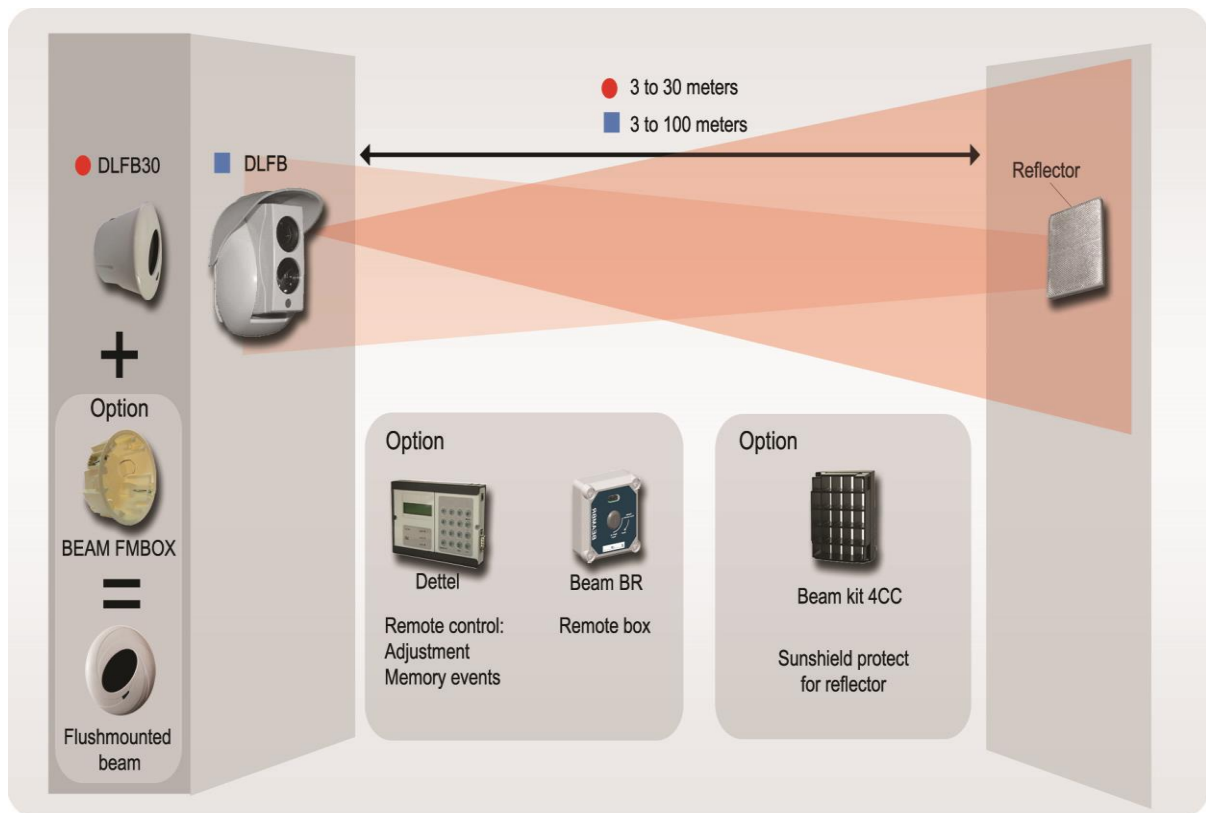 3 to 30 meters
3 to 100 meters
DLFB30
DLFB
Reflector
Option
BEAM FMBOX
Flushmounted
beam
Option
Dettel
Remote control:
Adjustment
Memory events
Beam BR
Remote box
Option
Beam kit 4CC
Sunshield protect
for reflector